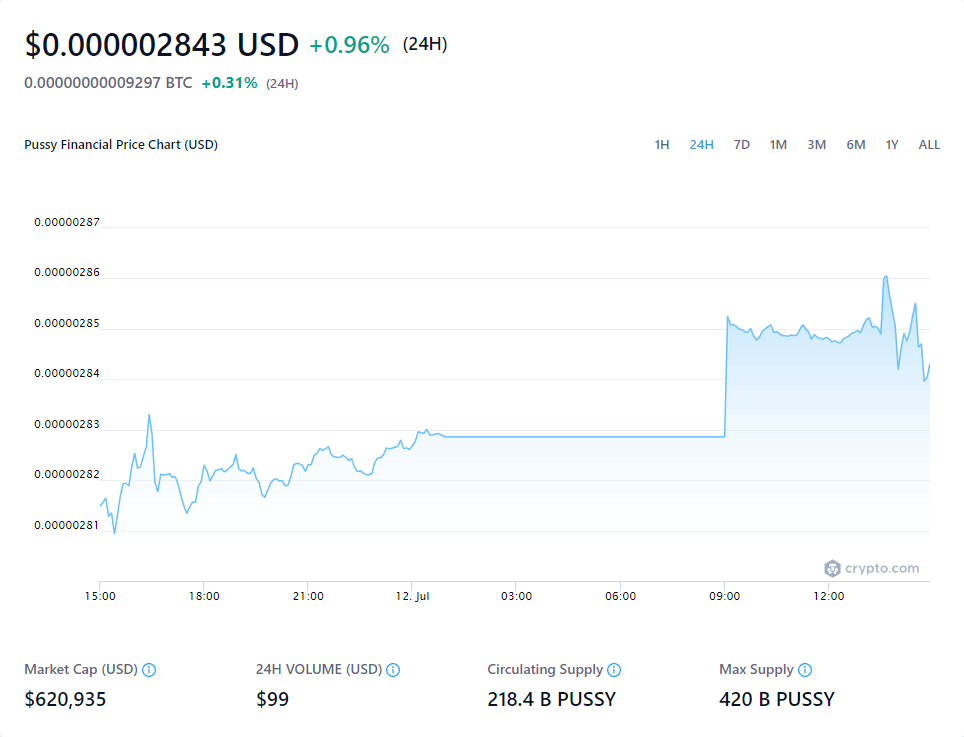 $0.000002843 USD +0.96% (24H)
0.00000000009297 BTC +0.31% (24H)
Pussy Financial Price Chart (USD) 1H 24H 7D 1M 3M 6M 1Y ALL
0.00000287
0.00000286
0.00000285
0.00000284
0.00000283
0.00000282
0.00000281
crypto.com
15:00 18:00 21:00 12. Jul 03:00 06:00 09:00 12:00
Market Cap (USD) 24H VOLUME (USD) Circulating Supply Max Supply
$620,935 $99 218.4 B PUSSY 420 B PUSSY